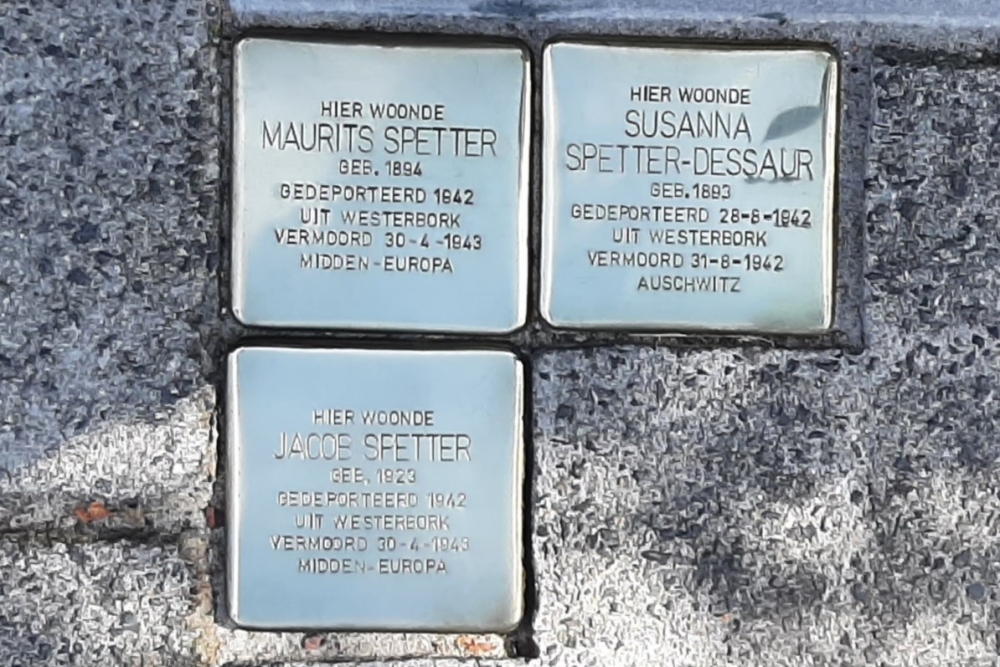 HIER WOONDE
MAURITS SPETTER
GEB. 1894
GEDEPORTEERD 1942
UIT WESTERBORK
VERMOORD 30-4-1943
MIDDEN-EUROPA
HIER WOONDE
SUSANNA
SPETTER-DESSAUR
GEB. 1893
GEDEPORTEERD 28-8-1942
UIT WESTERBORK
VERMOORD 31-8-1942
AUSCHWITZ
HIER WOONDE
JACOB SPETTER
GEB. 1923
GEDEPORTEERD 1942
UIT WESTERBORK
VERMOORD 30-4-1943
MIDDEN-EUROPA